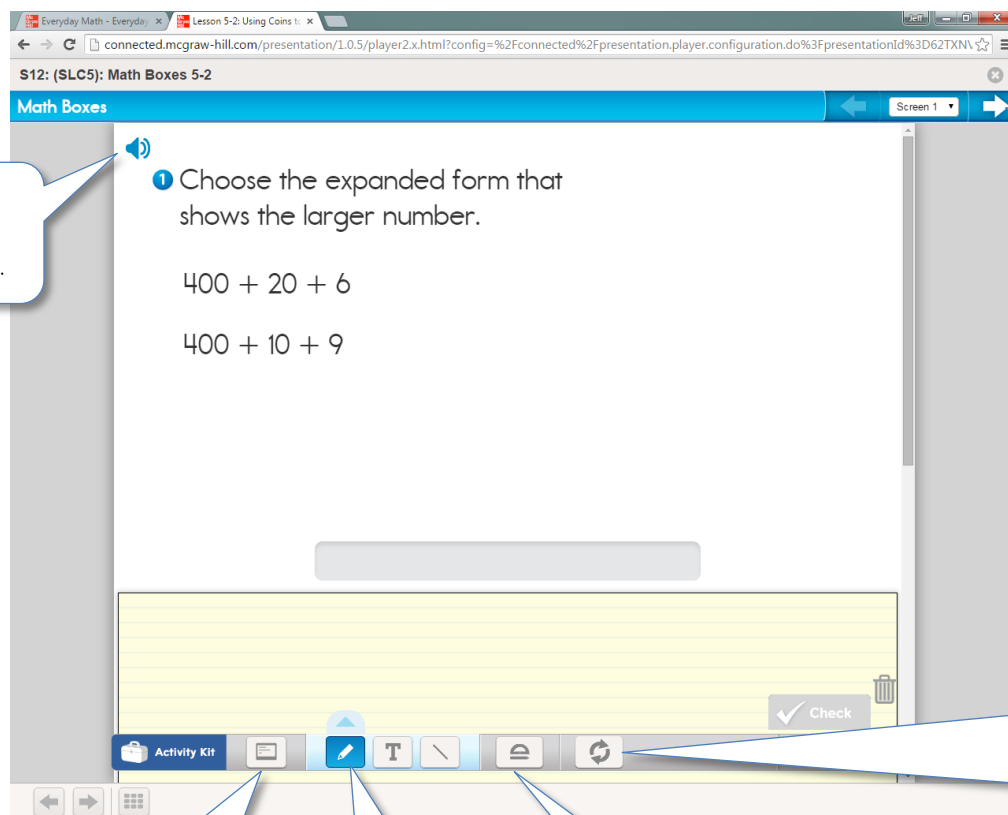 Everyday Math - Everyday
Lesson 5-2: Using Coins to
Jeff
connected.mcgraw-hill.com/presentation/1.0.5/player2.x.html?config=%2Fconnected%2Fpresentation.player.configuration.do%3FpresentationId%3D62TXNV
S12: (SLC5): Math Boxes 5-2
Math Boxes
Screen 1
1 Choose the expanded form that
shows the larger number.
400 + 20 + 6
400 + 10 + 9
.
Check
Activity Kit
T